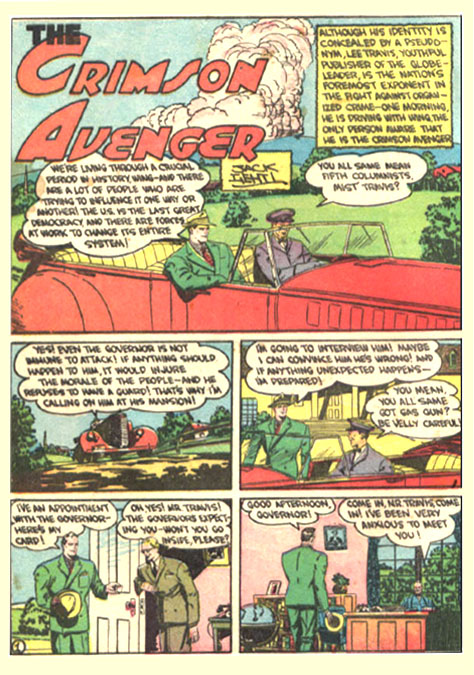 THE
CRIMSON
AVENGER
ALTHOUGH HIS IDENTITY IS
CONCEALED BY A PSEUDO-
NYM, LEE TRAVIS, YOUTHFUL
PUBLISHER OF THE GLOBE-
LEADER, IS THE NATION'S
FOREMOST EXPONENT IN
THE FIGHT AGAINST ORGAN-
IZED CRIME—ONE MORNING,
HE IS DRIVING WITH WING, THE
ONLY PERSON AWARE THAT
HE IS THE CRIMSON AVENGER
JACK
LEHTI
WE'RE LIVING THROUGH A CRUCIAL
PERIOD IN HISTORY WING—AND THERE
ARE A LOT OF PEOPLE WHO ARE
TRYING TO INFLUENCE IT ONE WAY OR
ANOTHER! THE U.S. IS THE LAST GREAT
DEMOCRACY, AND THERE ARE FORCES
AT WORK TO CHANGE ITS ENTIRE
SYSTEM!
YOU ALL SAME MEAN
FIFTH COLUMNISTS,
MIST TRAVIS?
YES! EVEN THE GOVERNOR IS NOT
IMMUNE TO ATTACK! IF ANYTHING SHOULD
HAPPEN TO HIM, IT WOULD INJURE
THE MORALE OF THE PEOPLE—AND HE
REFUSES TO HAVE A GUARD! THAT'S WHY I'M
CALLING ON HIM AT HIS MANSION!
I'M GOING TO INTERVIEW HIM! MAYBE
I CAN CONVINCE HIM HE'S WRONG! AND
IF ANYTHING UNEXPECTED HAPPENS—
I'M PREPARED!
YOU MEAN,
YOU ALL SAME
GOT GAS GUN?
BE VELLY CAREFUL!
I'VE AN APPOINTMENT
WITH THE GOVERNOR—
HERE'S MY
CARD!
OH YES! MR. TRAVIS!
THE GOVERNOR'S EXPECT-
ING YOU—WON'T YOU GO
INSIDE, PLEASE?
GOOD AFTERNOON,
GOVERNOR!
COME IN, MR. TRAVIS, COME
IN! I'VE BEEN VERY
ANXIOUS TO MEET
YOU!
1